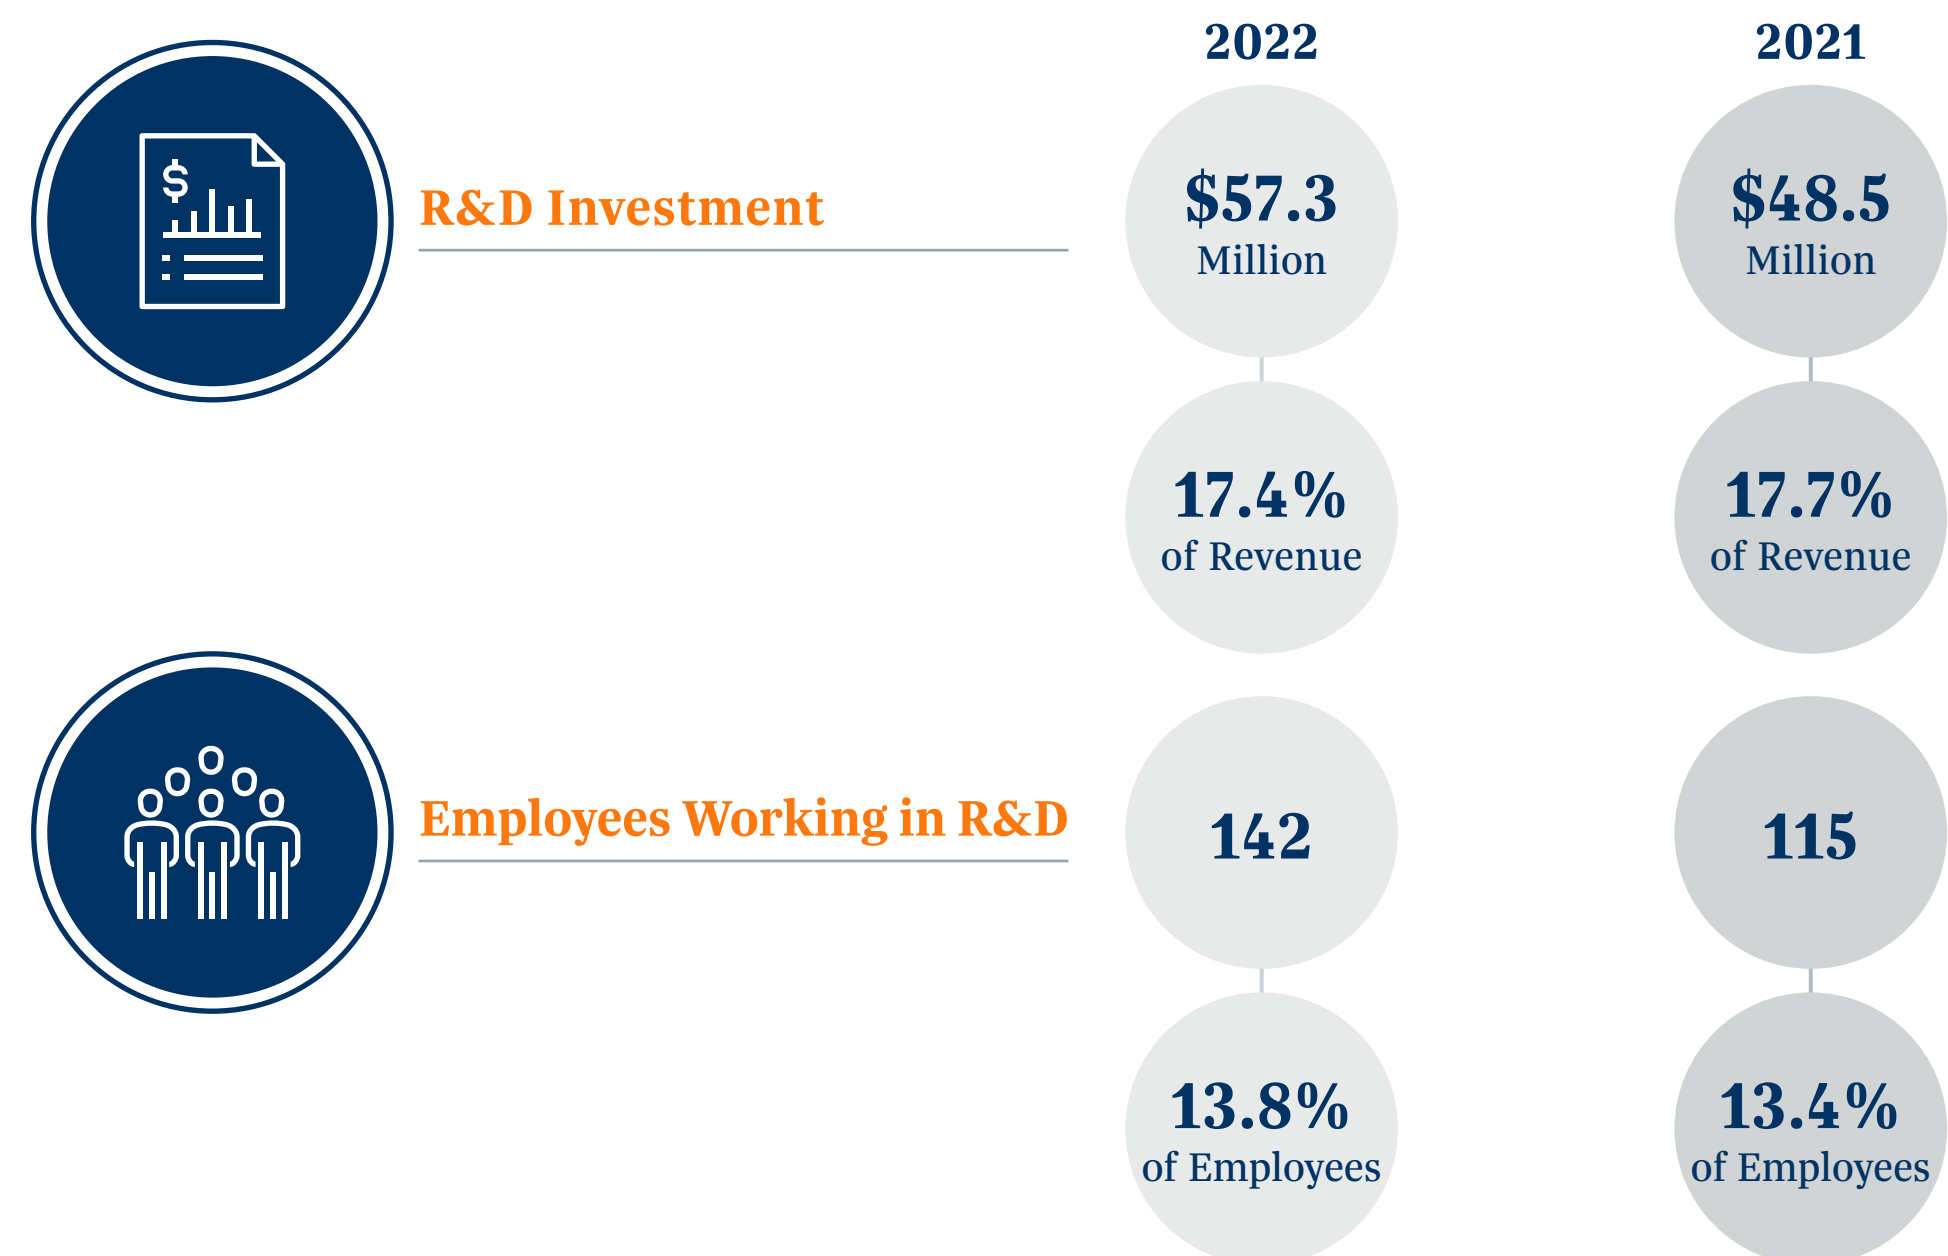 2022
2021
R&D Investment
$57.3
Million
$48.5
Million
17.4%
of Revenue
17.7%
of Revenue
Employees Working in R&D
142
115
13.8%
of Employees
13.4%
of Employees